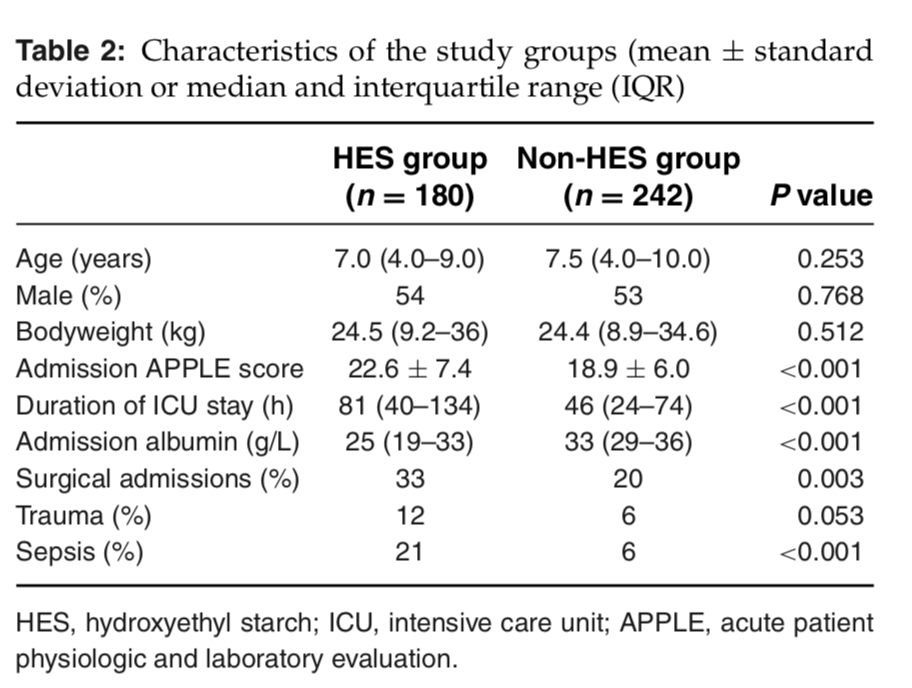 Table 2: Characteristics of the study groups (mean ± standard
deviation or median and interquartile range (IQR)
HES group Non-HES group
(n = 180) (n = 242) P value
Age (years) 7.0 (4.0–9.0) 7.5 (4.0–10.0) 0.253
Male (%) 54 53 0.768
Bodyweight (kg) 24.5 (9.2–36) 24.4 (8.9–34.6) 0.512
Admission APPLE score 22.6 ± 7.4 18.9 ± 6.0 <0.001
Duration of ICU stay (h) 81 (40–134) 46 (24–74) <0.001
Admission albumin (g/L) 25 (19–33) 33 (29–36) <0.001
Surgical admissions (%) 33 20 0.003
Trauma (%) 12 6 0.053
Sepsis (%) 21 6 <0.001
HES, hydroxyethyl starch; ICU, intensive care unit; APPLE, acute patient
physiologic and laboratory evaluation.